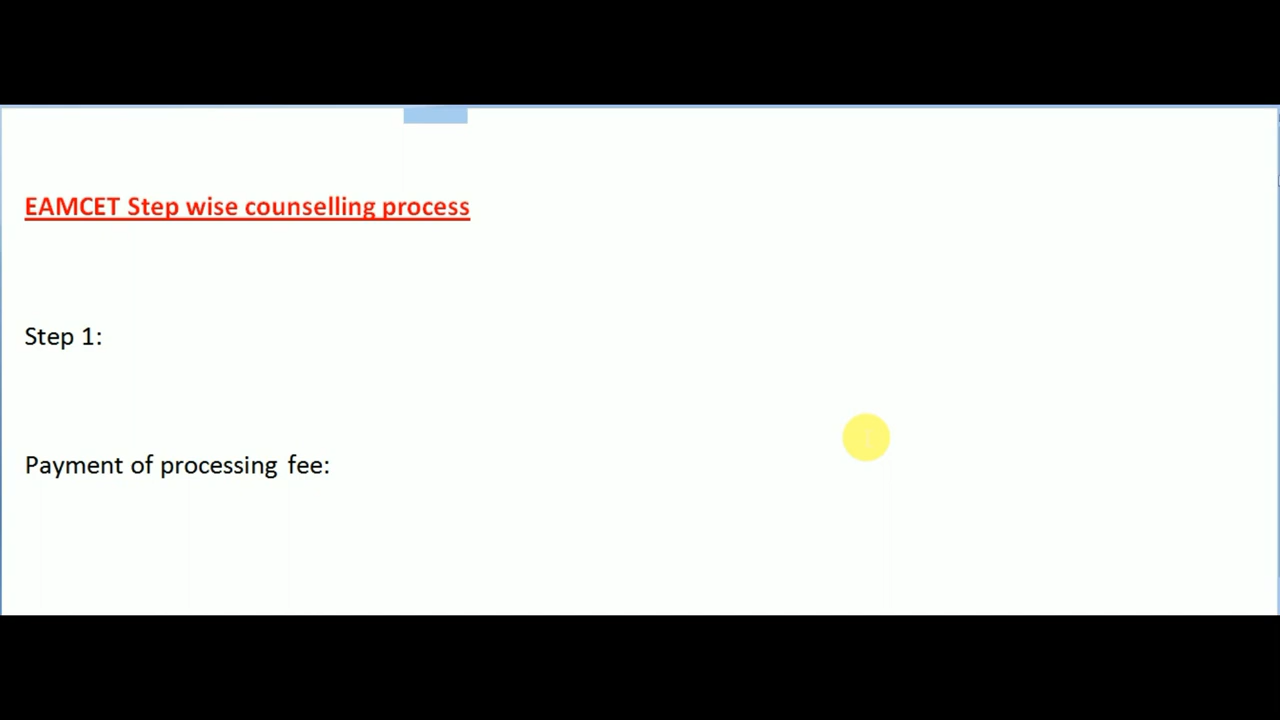 EAMCET Step wise counselling process
Step 1:
Payment of processing fee: